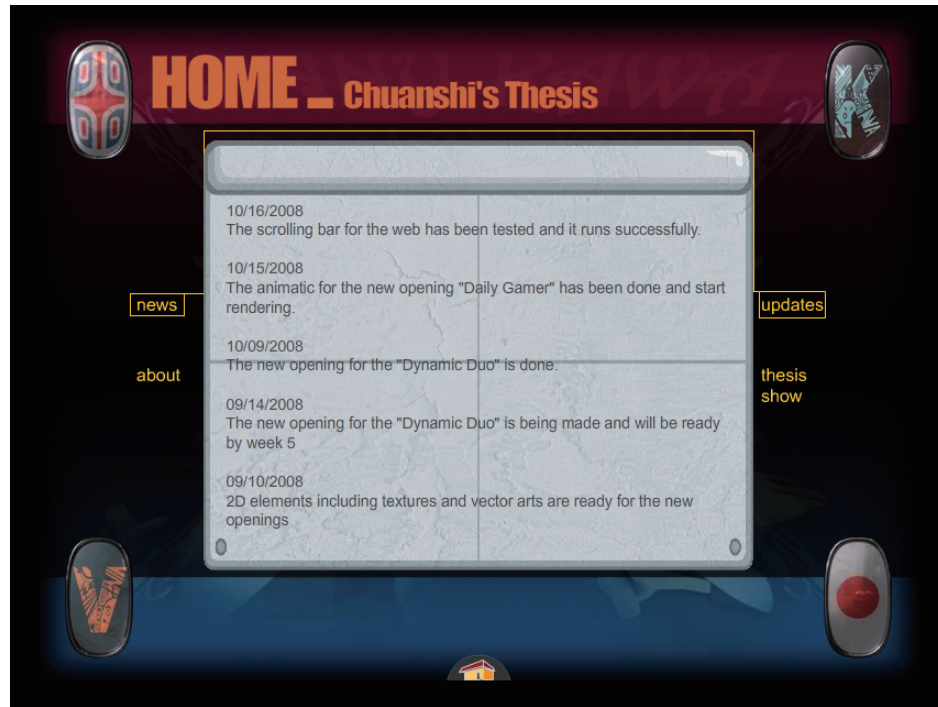 HOME_ Chuanshi's Thesis
10/16/2008
The scrolling bar for the web has been tested and it runs successfully.
10/15/2008
The animatic for the new opening "Daily Gamer" has been done and start
rendering.
10/09/2008
The new opening for the "Dynamic Duo" is done.
09/14/2008
The new opening for the "Dynamic Duo" is being made and will be ready
by week 5
09/10/2008
2D elements including textures and vector arts are ready for the new
openings
news
about
updates
thesis
show